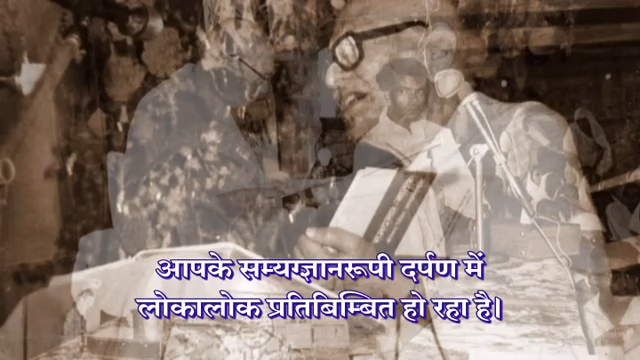 आपके सम्यग्ज्ञानरूपी दर्पण में
लोकालोक प्रतिबिम्बित हो रहा है।